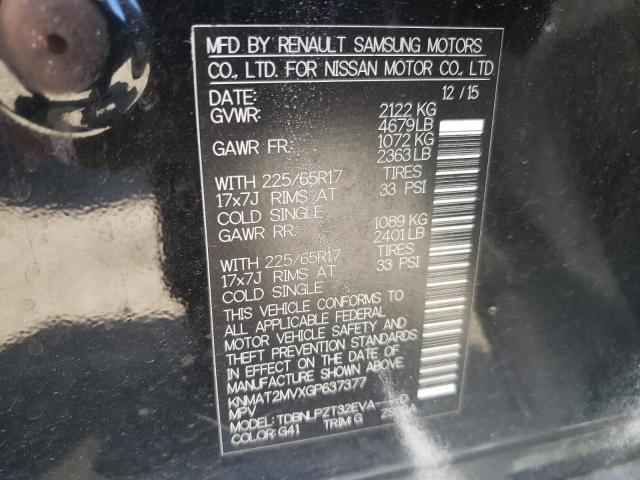 MFD BY RENAULT SAMSUNG MOTORS
CO., LTD. FOR NISSAN MOTOR CO., LTD.
DATE: 12/15
GVWR: 2122 KG
4679LB
GAWR FR: 1072 KG
2363 LB
WITH 225/65R17 TIRES
17x7J RIMS AT 33 PSI
COLD SINGLE
GAWR RR: 1089 KG
2401 LB
WITH 225/65R17 TIRES
17x7J RIMS AT 33 PSI
COLD SINGLE
THIS VEHICLE CONFORMS TO
ALL APPLICABLE FEDERAL
MOTOR VEHICLE SAFETY AND
THEFT PREVENTION STANDARDS
IN EFFECT ON THE DATE OF
MANUFACTURE SHOWN ABOVE.
KNMAT2MVXGP637377
MPV
MODEL: TDBNLPZT32EVA
COLOR: G41 TRIM: G